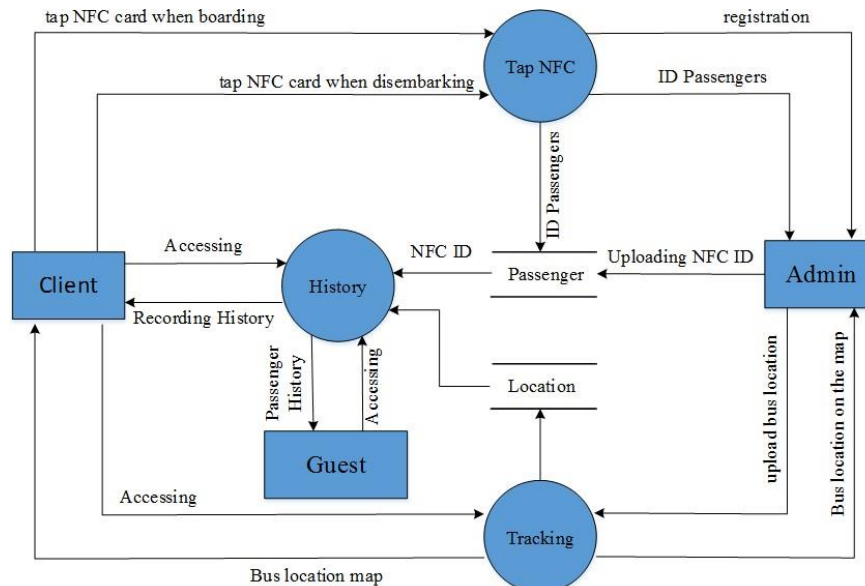 tap NFC card when boarding
registration
Tap NFC
tap NFC card when disembarking
ID Passengers
ID Passengers
Accessing
NFC ID
Uploading NFC ID
Client
History
Passenger
Admin
Recording History
Passenger
History
Accessing
Location
upload bus location
Bus location on the map
Guest
Accessing
Tracking
Bus location map